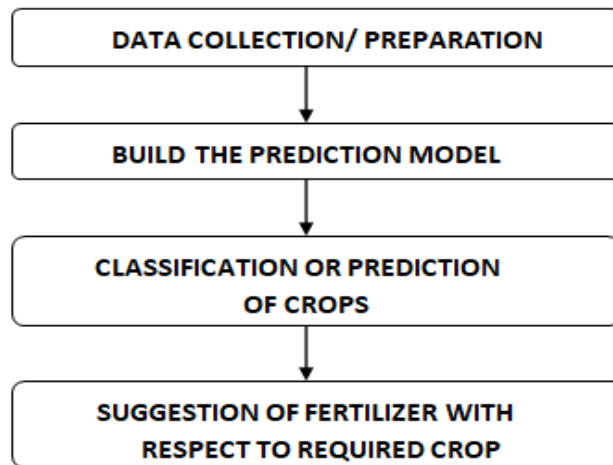 DATA COLLECTION/ PREPARATION
BUILD THE PREDICTION MODEL
CLASSIFICATION OR PREDICTION
OF CROPS
SUGGESTION OF FERTILIZER WITH
RESPECT TO REQUIRED CROP